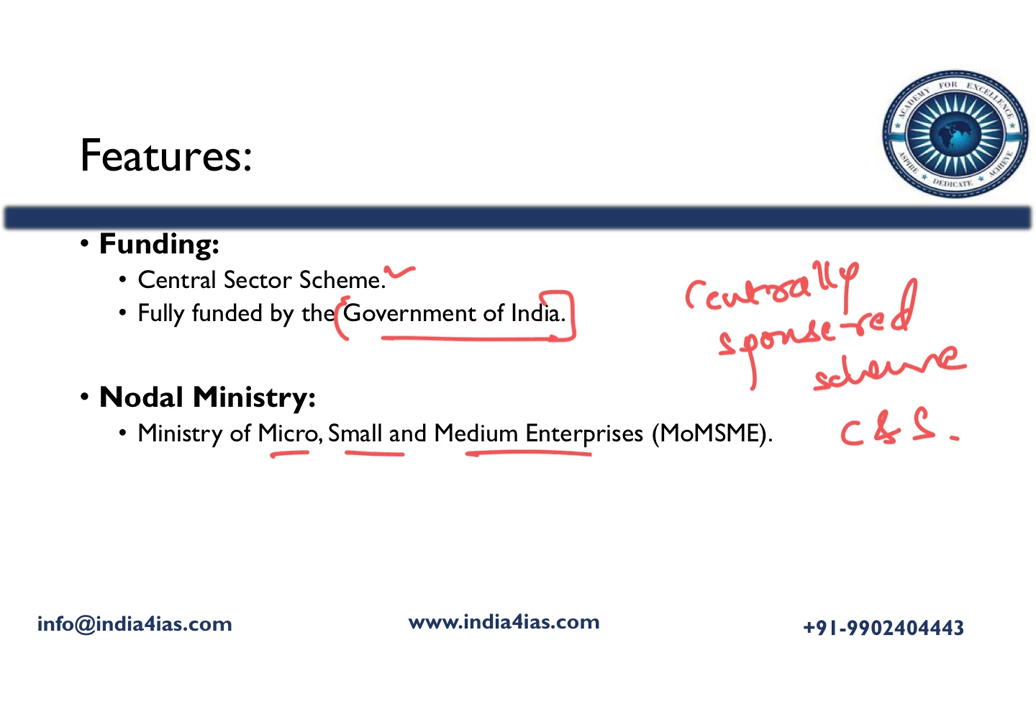 ACADEMY FOR EXCELLENCE
ASPIRE ★ DEDICATE ★ ACHIEVE
Features:
• Funding:
• Central Sector Scheme.
• Fully funded by the Government of India.
Centrally
sponse-red
scheme
C & S.
• Nodal Ministry:
• Ministry of Micro, Small and Medium Enterprises (MoMSME).
info@india4ias.com
www.india4ias.com
+91-9902404443